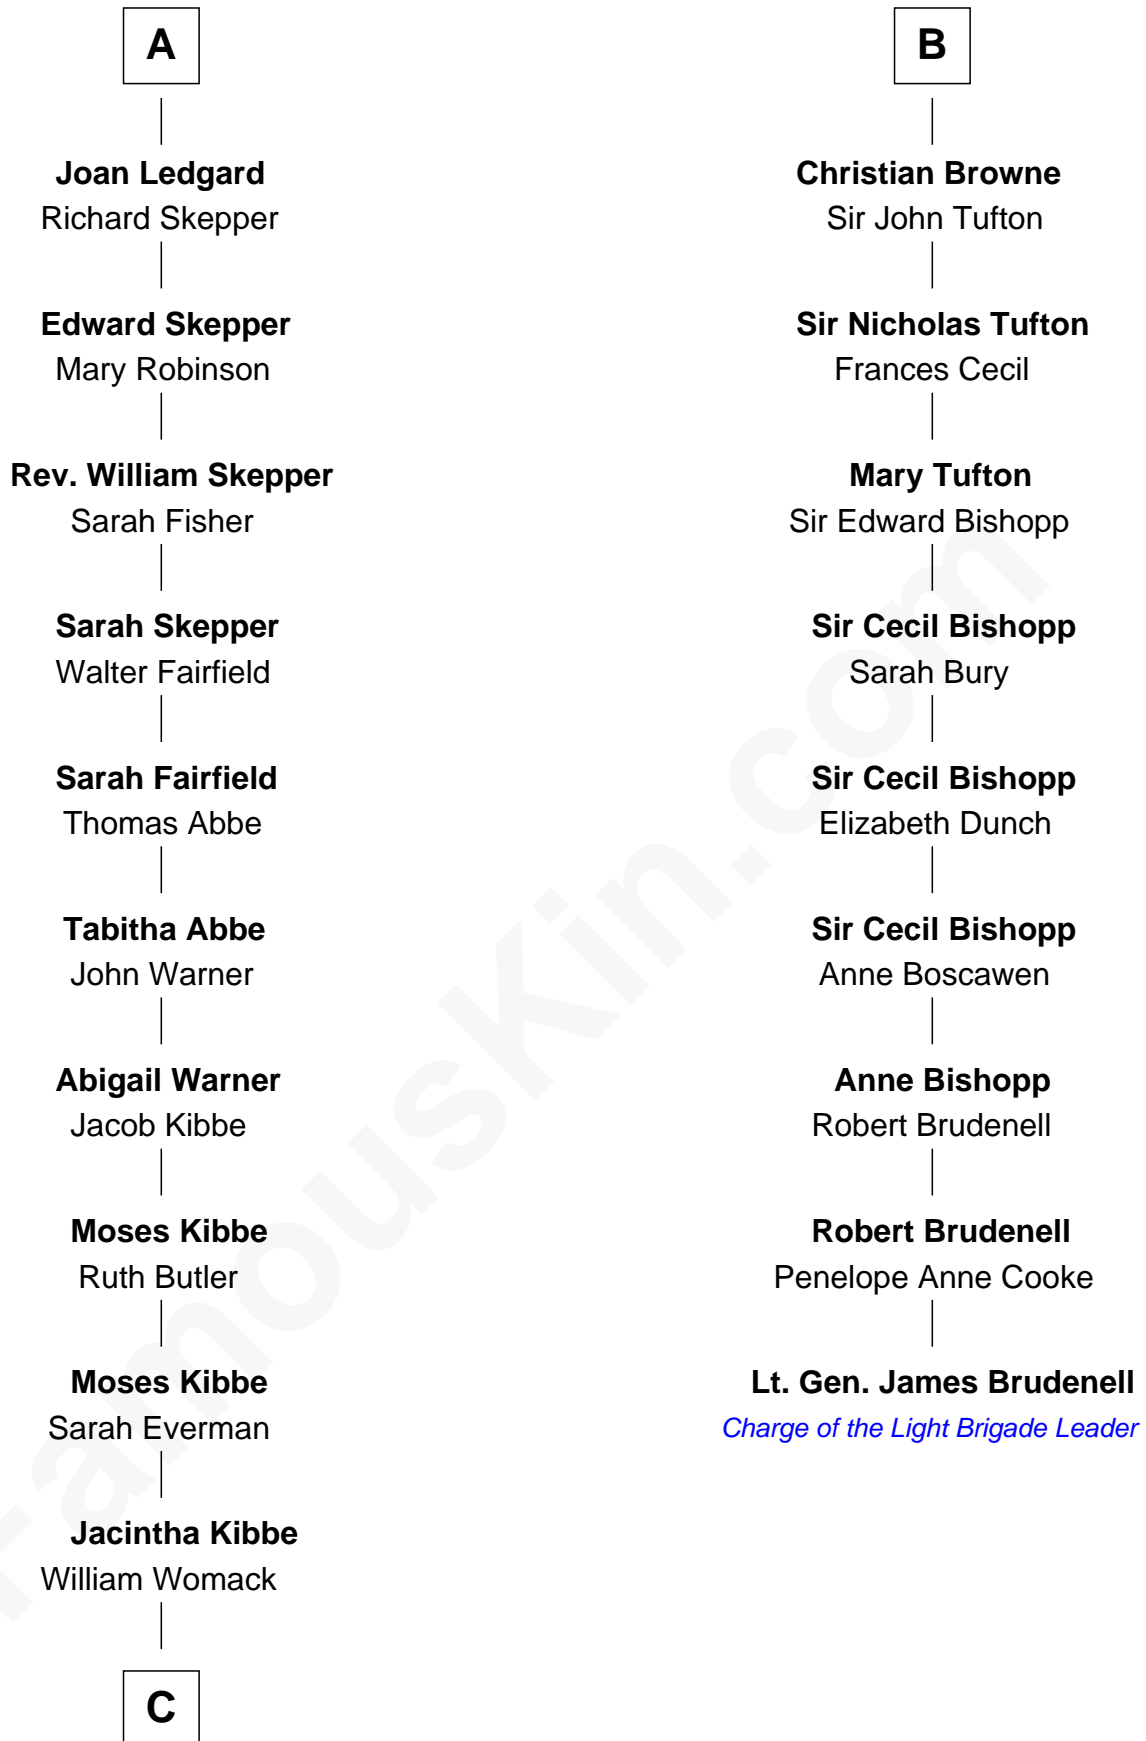 A
Joan Ledgard
Richard Skepper
Edward Skepper
Mary Robinson
Rev. William Skepper
Sarah Fisher
Sarah Skepper
Walter Fairfield
Sarah Fairfield
Thomas Abbe
Tabitha Abbe
John Warner
Abigail Warner
Jacob Kibbe
Moses Kibbe
Ruth Butler
Moses Kibbe
Sarah Everman
Jacintha Kibbe
William Womack
C
B
Christian Browne
Sir John Tufton
Sir Nicholas Tufton
Frances Cecil
Mary Tufton
Sir Edward Bishopp
Sir Cecil Bishopp
Sarah Bury
Sir Cecil Bishopp
Elizabeth Dunch
Sir Cecil Bishopp
Anne Boscawen
Anne Bishopp
Robert Brudenell
Robert Brudenell
Penelope Anne Cooke
Lt. Gen. James Brudenell
Charge of the Light Brigade Leader
FamousKin.com